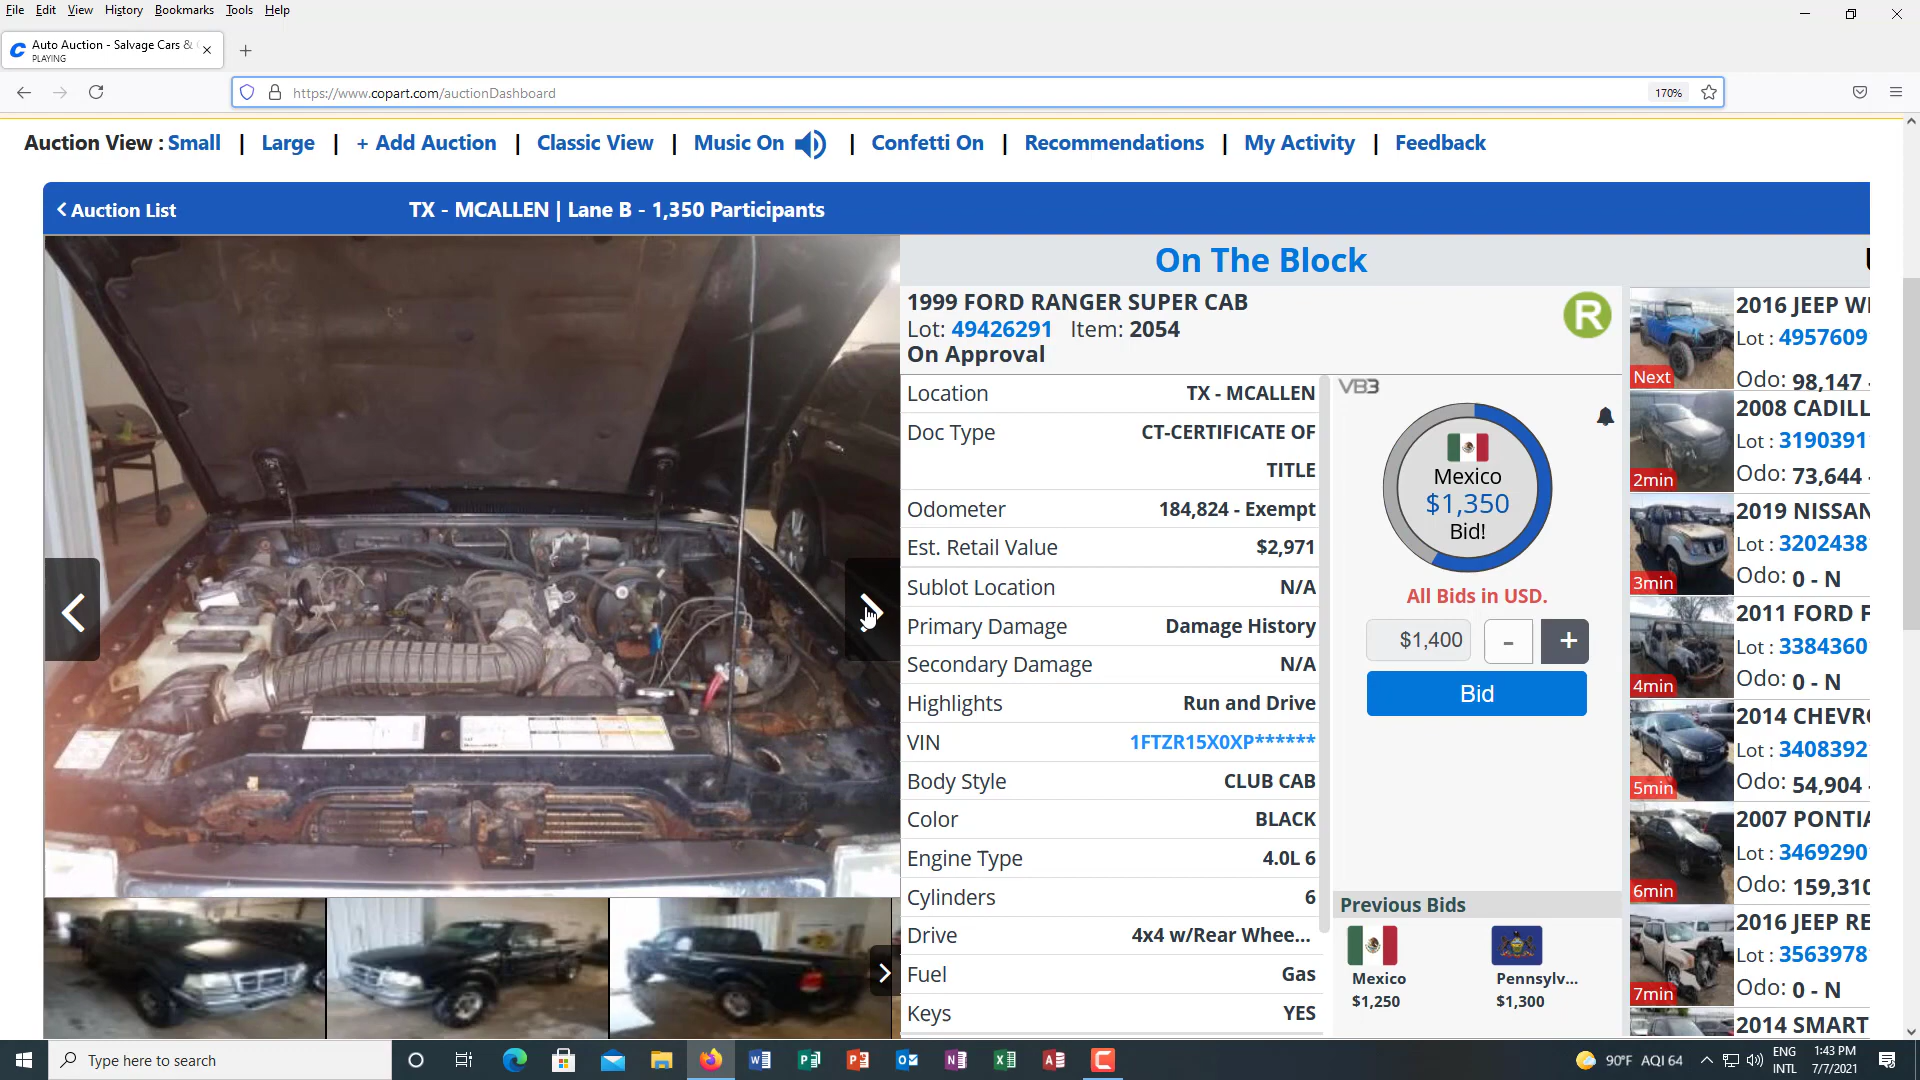 File Edit View History Bookmarks Tools Help
Auto Auction - Salvage Cars &
PLAYING
https://www.copart.com/auctionDashboard
170%
Auction View : Small | Large | + Add Auction | Classic View | Music On | Confetti On | Recommendations | My Activity | Feedback
Auction List
TX - MCALLEN | Lane B - 1,350 Participants
On The Block
1999 FORD RANGER SUPER CAB
Lot: 49426291 Item: 2054
On Approval
R
Location TX - MCALLEN
Doc Type CT-CERTIFICATE OF
TITLE
Odometer 184,824 - Exempt
Est. Retail Value $2,971
Sublot Location N/A
Primary Damage Damage History
Secondary Damage N/A
Highlights Run and Drive
VIN 1FTZR15X0XP******
Body Style CLUB CAB
Color BLACK
Engine Type 4.0L 6
Cylinders 6
Drive 4x4 w/Rear Whee...
Fuel Gas
Keys YES
VB3
Mexico
$1,350
Bid!
All Bids in USD.
$1,400 - +
Bid
Previous Bids
Mexico
$1,250
Pennsylv...
$1,300
2016 JEEP W
Lot : 4957609
Next
Odo: 98,147 -
2008 CADILL
Lot : 3190391
2min
Odo: 73,644 -
2019 NISSAN
Lot : 3202438
3min
Odo: 0 - N
2011 FORD F
Lot : 3384360
4min
Odo: 0 - N
2014 CHEVR
Lot : 3408392
5min
Odo: 54,904 -
2007 PONTIA
Lot : 3469290
6min
Odo: 159,310
2016 JEEP RE
Lot : 3563978
7min
Odo: 0 - N
2014 SMART
Type here to search
90°F AQI 64
ENG
INTL
1:43 PM
7/7/2021